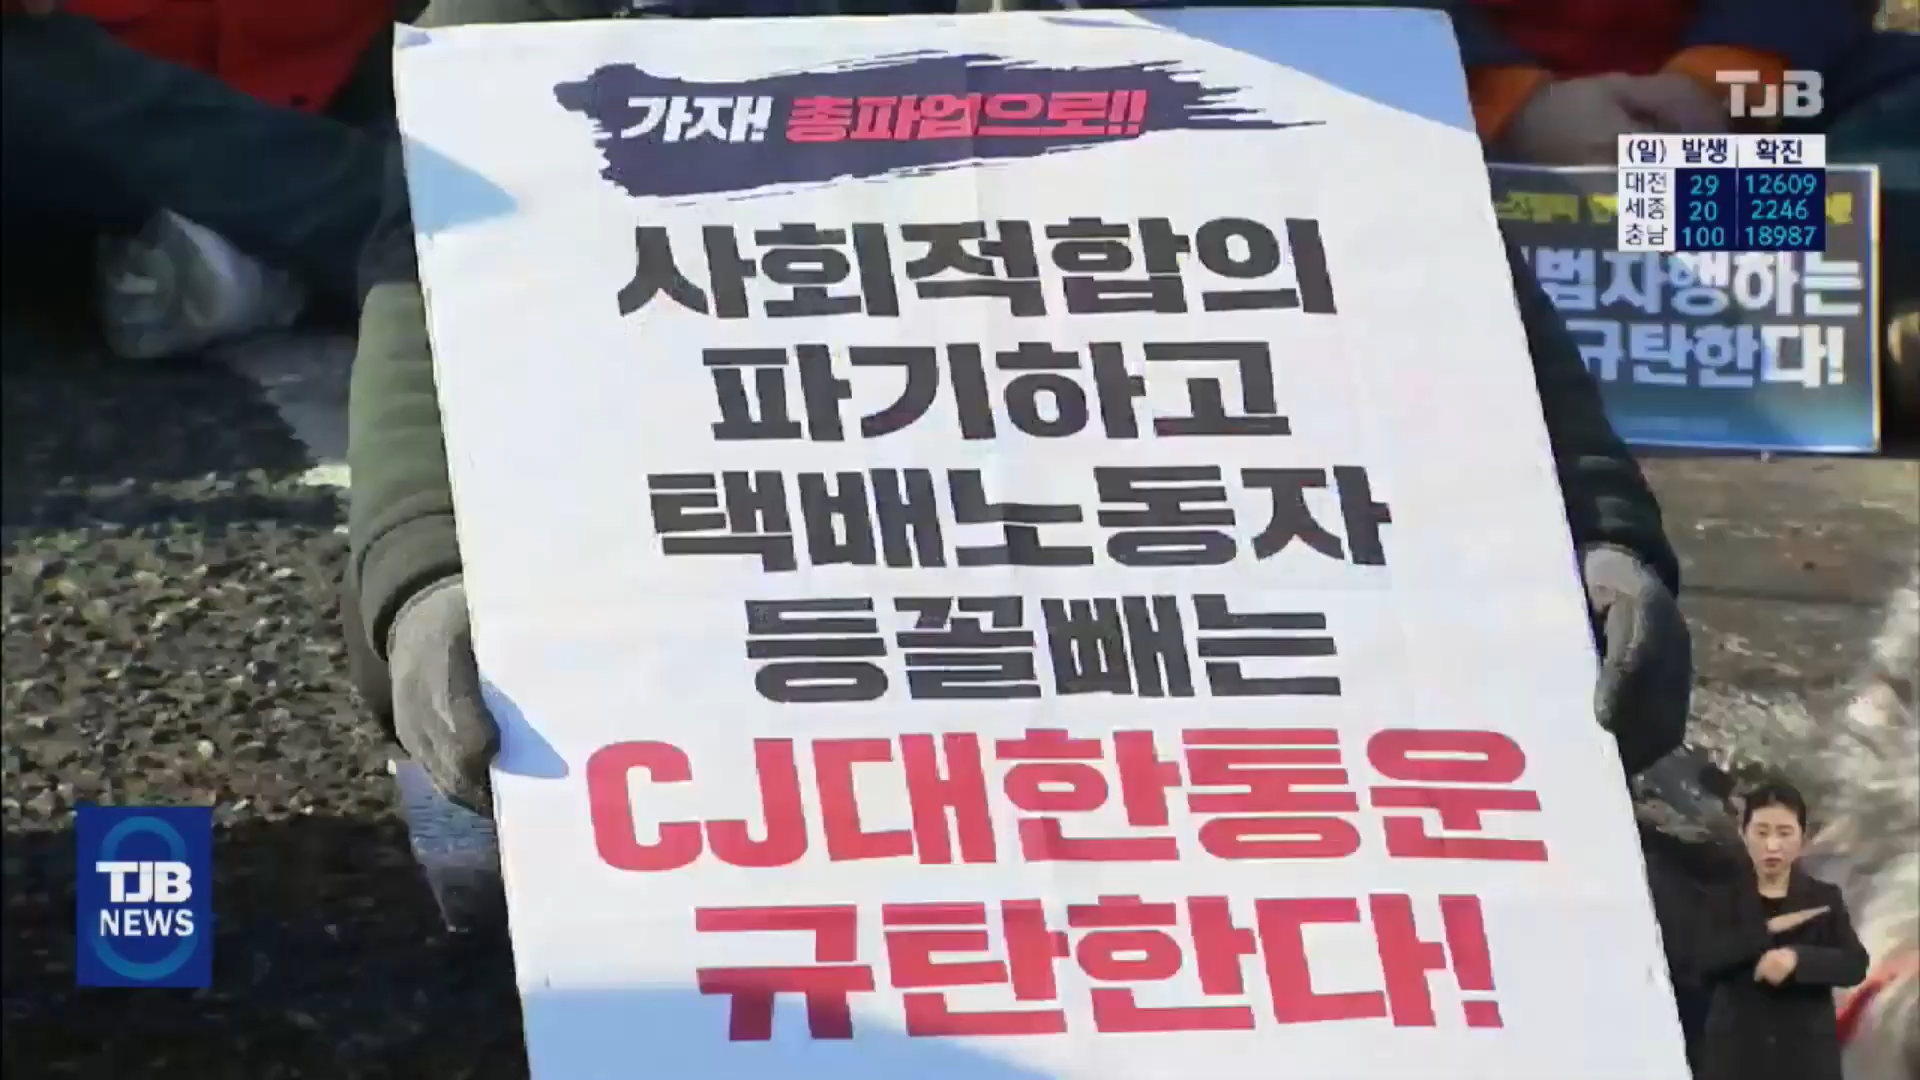 가자! 총파업으로!!
사회적합의
파기하고
택배노동자
등골빼는
CJ대한통운
규탄한다!
TJB
(일) 발생 확진
대전 29 12609
세종 20 2246
충남 100 18987
법자행하는
규탄한다!
TJB
NEWS